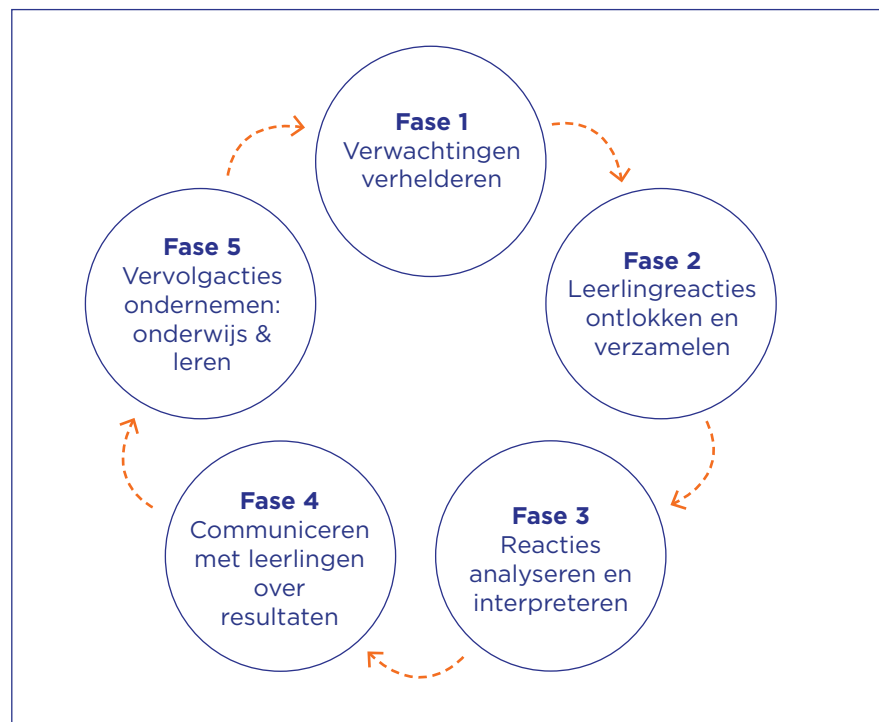 Fase 1
Verwachtingen
verhelderen
Fase 2
Leerlingreacties
ontlokken en
verzamelen
Fase 3
Reacties
analyseren en
interpreteren
Fase 4
Communiceren
met leerlingen
over
resultaten
Fase 5
Vervolgacties
ondernemen:
onderwijs &
leren